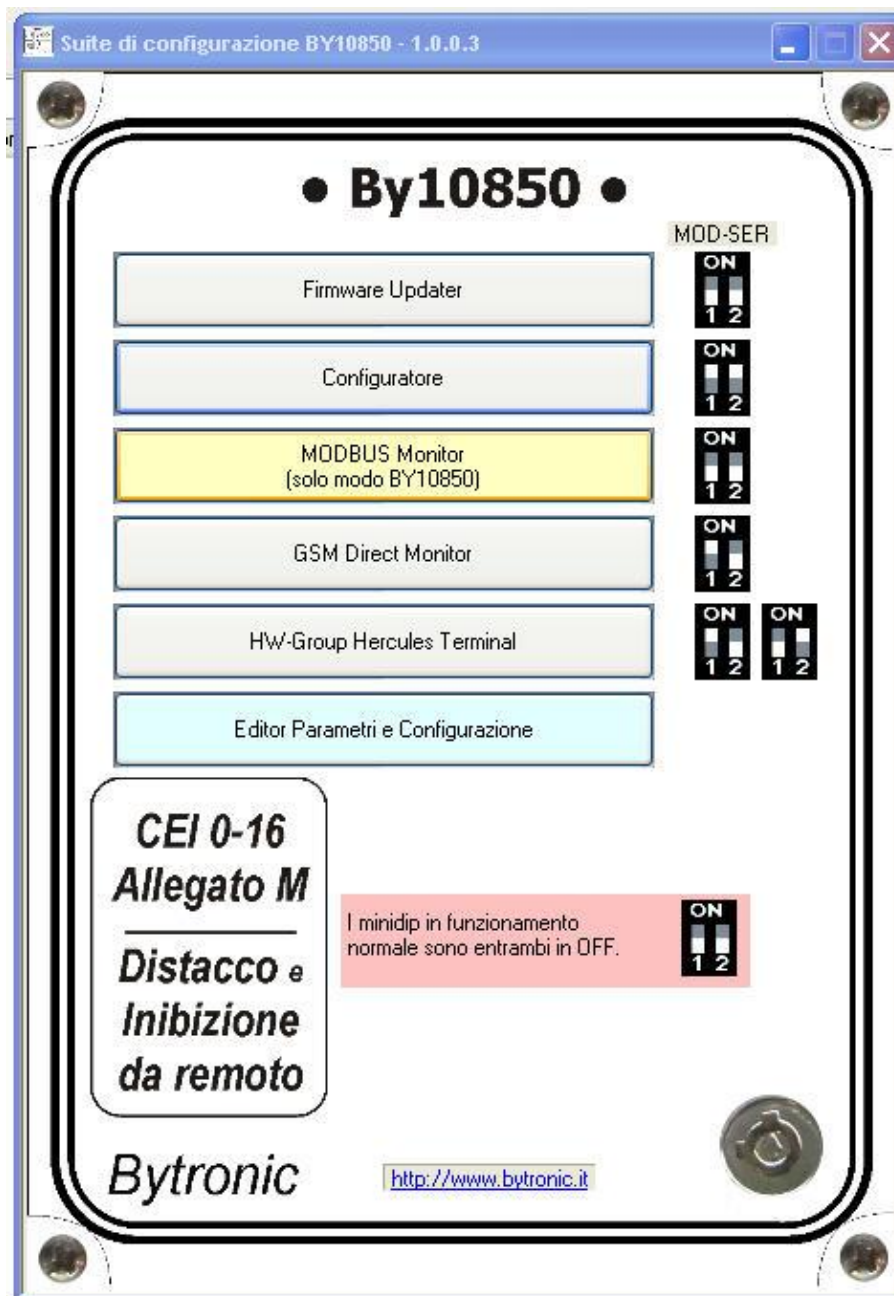 Suite di configurazione BY10850 - 1.0.0.3
• By10850 •
MOD-SER
Firmware Updater
ON
1 2
Configuratore
ON
1 2
MODBUS Monitor
(solo modo BY10850)
ON
1 2
GSM Direct Monitor
ON
1 2
HW-Group Hercules Terminal
ON ON
1 2 1 2
Editor Parametri e Configurazione
CEI 0-16
Allegato M
Distacco e
Inibizione
da remoto
I minidip in funzionamento
normale sono entrambi in OFF.
ON
1 2
Bytronic
http://www.bytronic.it